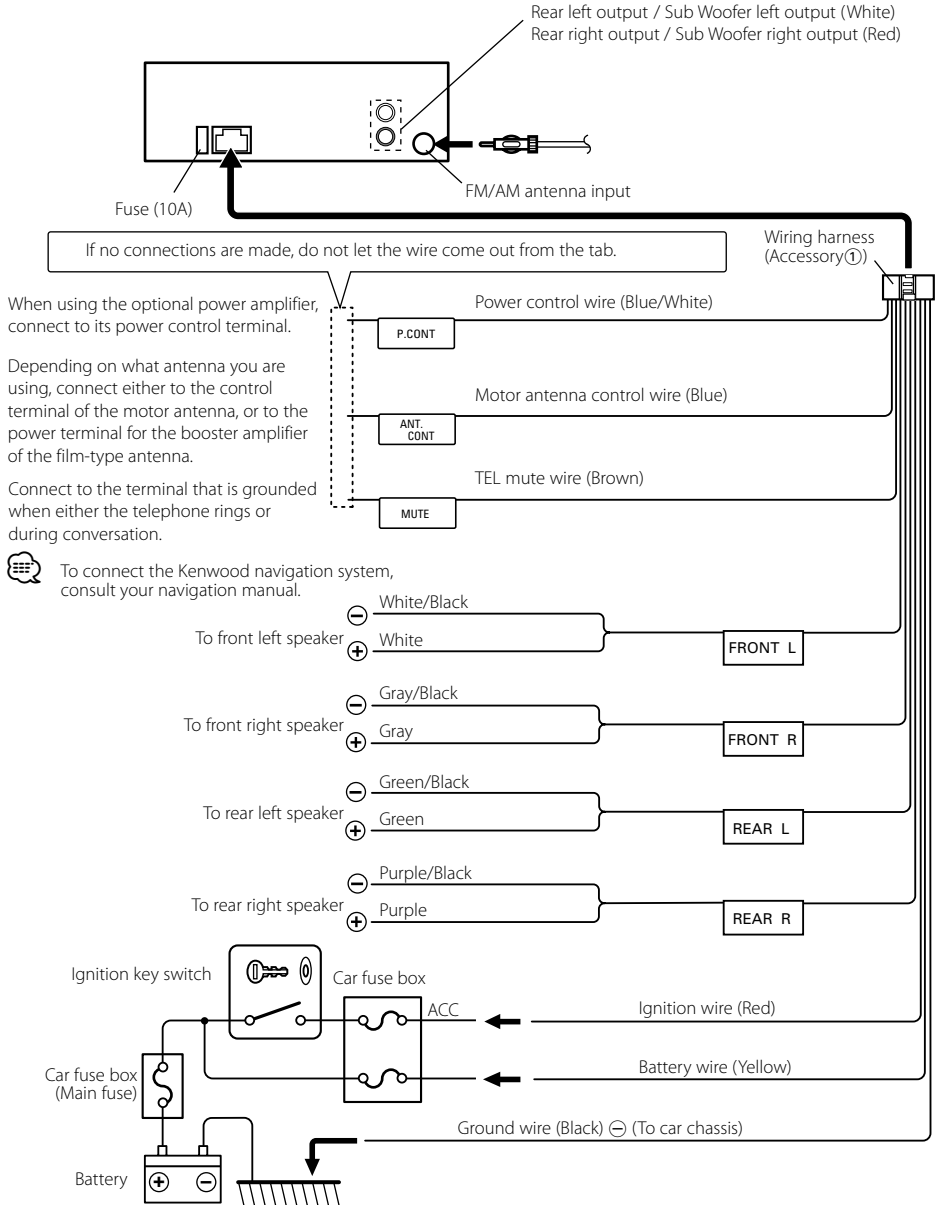 Rear left output / Sub Woofer left output (White)
Rear right output / Sub Woofer right output (Red)
FM/AM antenna input
Fuse (10A)
If no connections are made, do not let the wire come out from the tab.
Wiring harness
(Accessory①)
When using the optional power amplifier,
connect to its power control terminal.
Power control wire (Blue/White)
P.CONT
Depending on what antenna you are
using, connect either to the control
terminal of the motor antenna, or to the
power terminal for the booster amplifier
of the film-type antenna.
Motor antenna control wire (Blue)
ANT.
CONT
Connect to the terminal that is grounded
when either the telephone rings or
during conversation.
TEL mute wire (Brown)
MUTE
To connect the Kenwood navigation system,
consult your navigation manual.
To front left speaker
⊖ White/Black
⊕ White
FRONT L
To front right speaker
⊖ Gray/Black
⊕ Gray
FRONT R
To rear left speaker
⊖ Green/Black
⊕ Green
REAR L
To rear right speaker
⊖ Purple/Black
⊕ Purple
REAR R
Ignition key switch
Car fuse box
ACC
Ignition wire (Red)
Car fuse box
(Main fuse)
Battery wire (Yellow)
Ground wire (Black) ⊖ (To car chassis)
Battery
⊕ ⊖